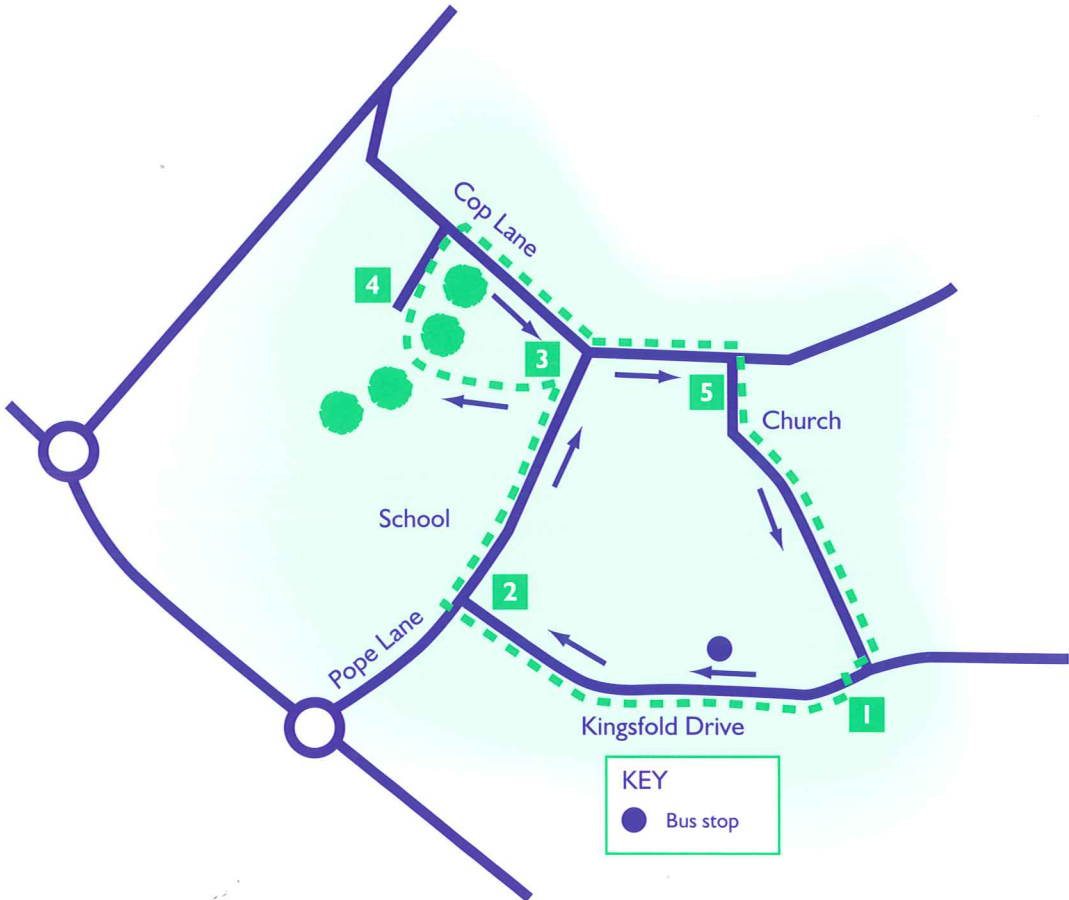 Cop Lane
4
3
5
Church
School
2
Pope Lane
1
Kingsfold Drive
KEY
Bus stop